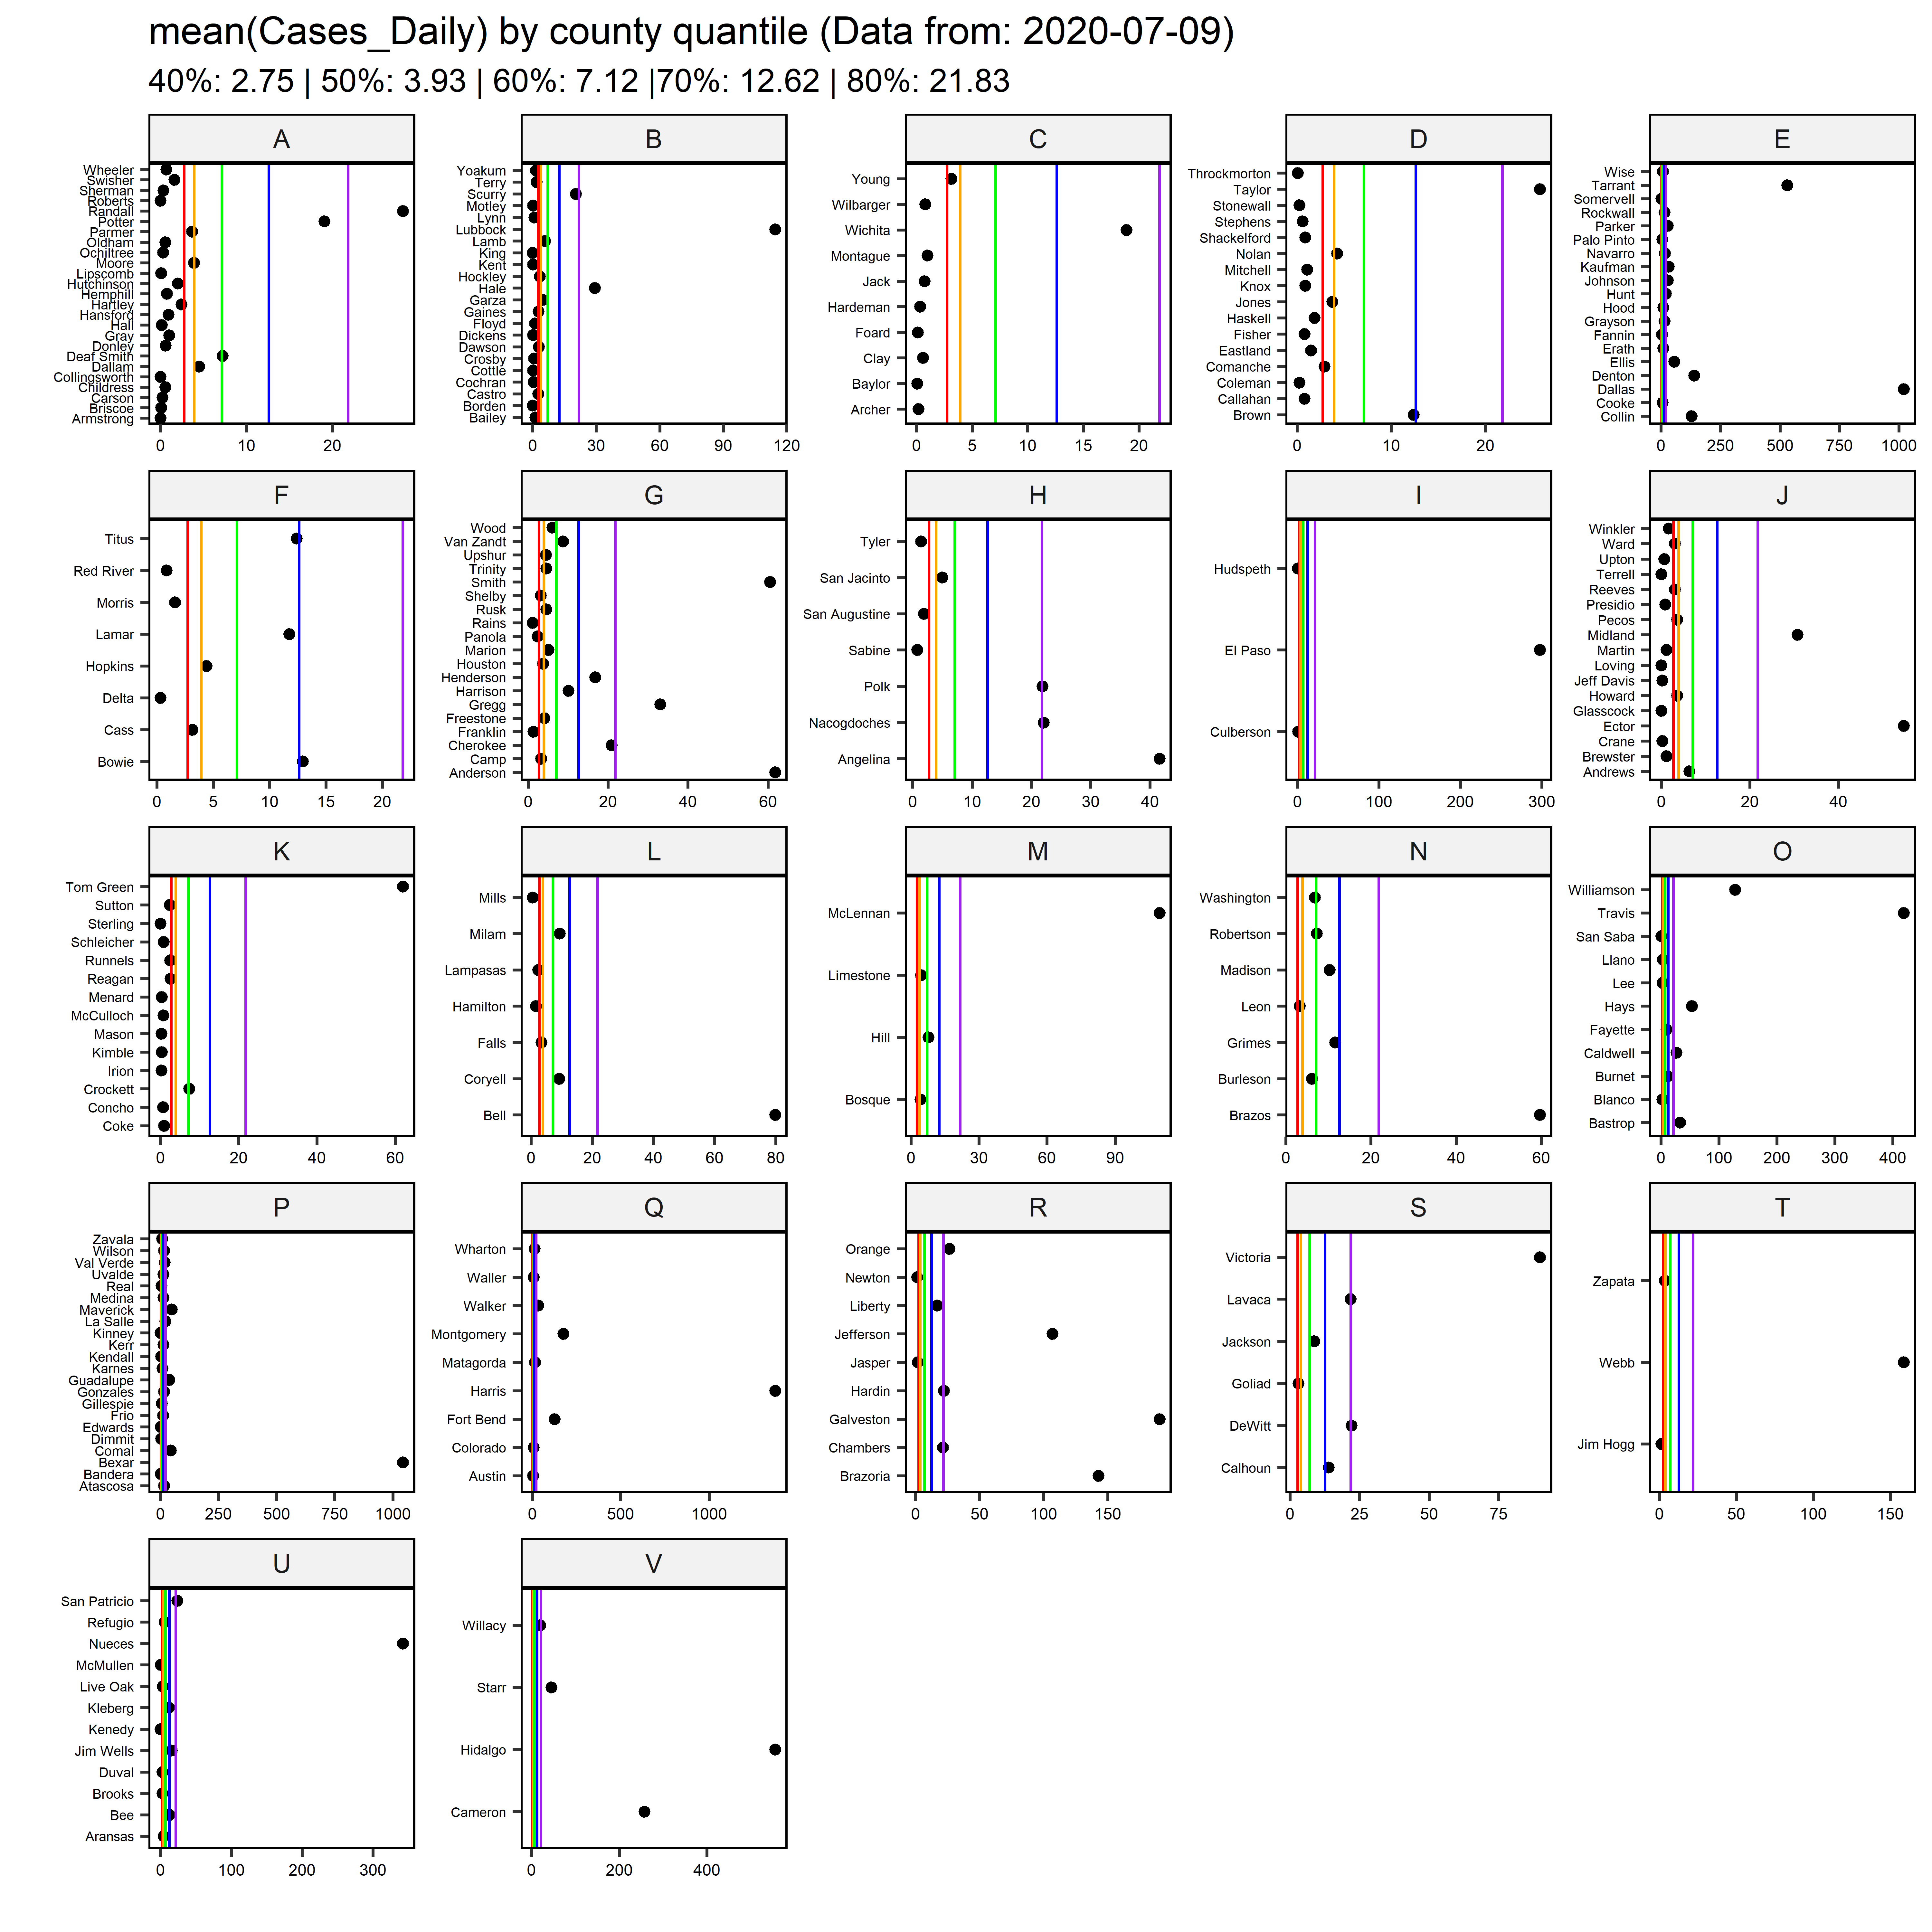 mean(Cases_Daily) by county quantile (Data from: 2020-07-09)
40%: 2.75 | 50%: 3.93 | 60%: 7.12 |70%: 12.62 | 80%: 21.83
A
Wheeler
Swisher
Sherman
Roberts
Randall
Potter
Parmer
Oldham
Ochiltree
Moore
Lipscomb
Hutchinson
Hemphill
Hartley
Hansford
Hall
Gray
Donley
Deaf Smith
Dallam
Collingsworth
Childress
Carson
Briscoe
Armstrong
0 10 20
B
Yoakum
Terry
Scurry
Motley
Lynn
Lubbock
Lamb
King
Kent
Hockley
Hale
Garza
Gaines
Floyd
Dickens
Dawson
Crosby
Cottle
Cochran
Castro
Borden
Bailey
0 30 60 90 120
C
Young
Wilbarger
Wichita
Montague
Jack
Hardeman
Foard
Clay
Baylor
Archer
0 5 10 15 20
D
Throckmorton
Taylor
Stonewall
Stephens
Shackelford
Nolan
Mitchell
Knox
Jones
Haskell
Fisher
Eastland
Comanche
Coleman
Callahan
Brown
0 10 20
E
Wise
Tarrant
Somervell
Rockwall
Parker
Palo Pinto
Navarro
Kaufman
Johnson
Hunt
Hood
Grayson
Fannin
Erath
Ellis
Denton
Dallas
Cooke
Collin
0 250 500 750 1000
F
Titus
Red River
Morris
Lamar
Hopkins
Delta
Cass
Bowie
0 5 10 15 20
G
Wood
Van Zandt
Upshur
Trinity
Smith
Shelby
Rusk
Rains
Panola
Marion
Houston
Henderson
Harrison
Gregg
Freestone
Franklin
Cherokee
Camp
Anderson
0 20 40 60
H
Tyler
San Jacinto
San Augustine
Sabine
Polk
Nacogdoches
Angelina
0 10 20 30 40
I
Hudspeth
El Paso
Culberson
0 100 200 300
J
Winkler
Ward
Upton
Terrell
Reeves
Presidio
Pecos
Midland
Martin
Loving
Jeff Davis
Howard
Glasscock
Ector
Crane
Brewster
Andrews
0 20 40
K
Tom Green
Sutton
Sterling
Schleicher
Runnels
Reagan
Menard
McCulloch
Mason
Kimble
Irion
Crockett
Concho
Coke
0 20 40 60
L
Mills
Milam
Lampasas
Hamilton
Falls
Coryell
Bell
0 20 40 60 80
M
McLennan
Limestone
Hill
Bosque
0 30 60 90
N
Washington
Robertson
Madison
Leon
Grimes
Burleson
Brazos
0 20 40 60
O
Williamson
Travis
San Saba
Llano
Lee
Hays
Fayette
Caldwell
Burnet
Blanco
Bastrop
0 100 200 300 400
P
Zavala
Wilson
Val Verde
Uvalde
Real
Medina
Maverick
La Salle
Kinney
Kerr
Kendall
Karnes
Guadalupe
Gonzales
Gillespie
Frio
Edwards
Dimmit
Comal
Bexar
Bandera
Atascosa
0 250 500 750 1000
Q
Wharton
Waller
Walker
Montgomery
Matagorda
Harris
Fort Bend
Colorado
Austin
0 500 1000
R
Orange
Newton
Liberty
Jefferson
Jasper
Hardin
Galveston
Chambers
Brazoria
0 50 100 150
S
Victoria
Lavaca
Jackson
Goliad
DeWitt
Calhoun
0 25 50 75
T
Zapata
Webb
Jim Hogg
0 50 100 150
U
San Patricio
Refugio
Nueces
McMullen
Live Oak
Kleberg
Kenedy
Jim Wells
Duval
Brooks
Bee
Aransas
0 100 200 300
V
Willacy
Starr
Hidalgo
Cameron
0 200 400